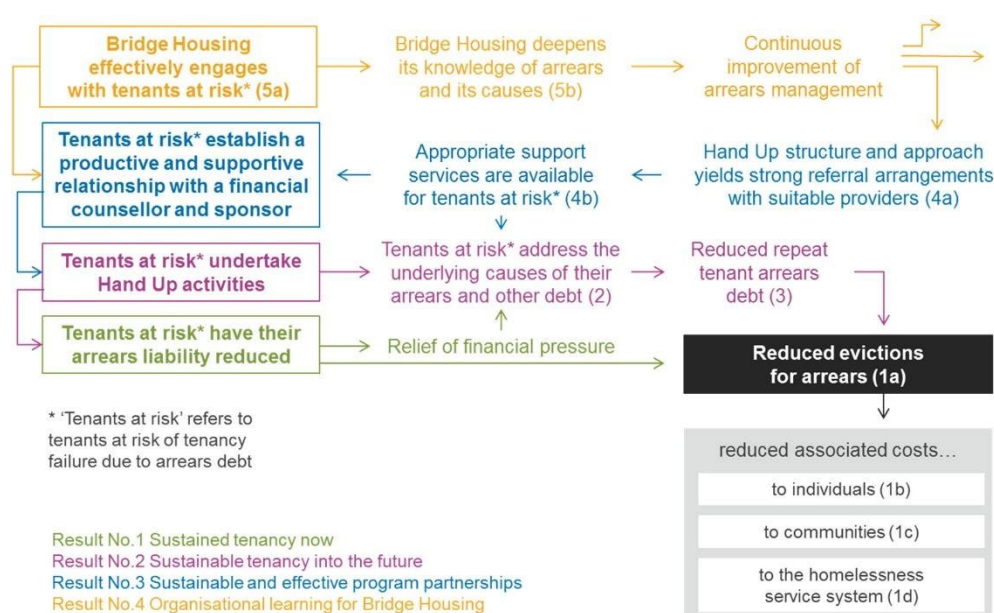 Bridge Housing
effectively engages
with tenants at risk* (5a)
Bridge Housing deepens
its knowledge of arrears
and its causes (5b)
Continuous
improvement of
arrears management
Tenants at risk* establish a
productive and supportive
relationship with a financial
counsellor and sponsor
Appropriate support
services are available
for tenants at risk* (4b)
Hand Up structure and approach
yields strong referral arrangements
with suitable providers (4a)
Tenants at risk* undertake
Hand Up activities
Tenants at risk* address the
underlying causes of their
arrears and other debt (2)
Reduced repeat
tenant arrears
debt (3)
Tenants at risk* have their
arrears liability reduced
Relief of financial pressure
Reduced evictions
for arrears (1a)
* ‘Tenants at risk’ refers to
tenants at risk of tenancy
failure due to arrears debt
reduced associated costs…
to individuals (1b)
to communities (1c)
to the homelessness
service system (1d)
Result No.1 Sustained tenancy now
Result No.2 Sustainable tenancy into the future
Result No.3 Sustainable and effective program partnerships
Result No.4 Organisational learning for Bridge Housing